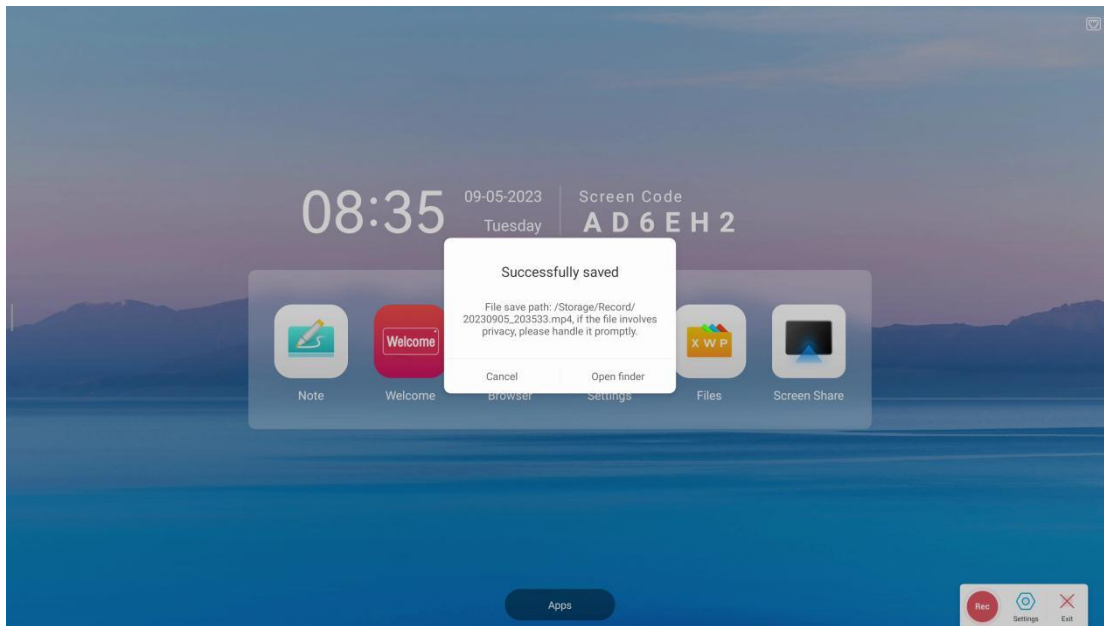 08:35
09-05-2023
Tuesday
Screen Code
AD6EH2
Successfully saved
File save path: /Storage/Record/
20230905_203533.mp4, if the file involves
privacy, please handle it promptly.
Cancel
Open finder
Welcome
X W P
Note
Welcome
Browser
Settings
Files
Screen Share
Apps
Rec
Settings
Exit